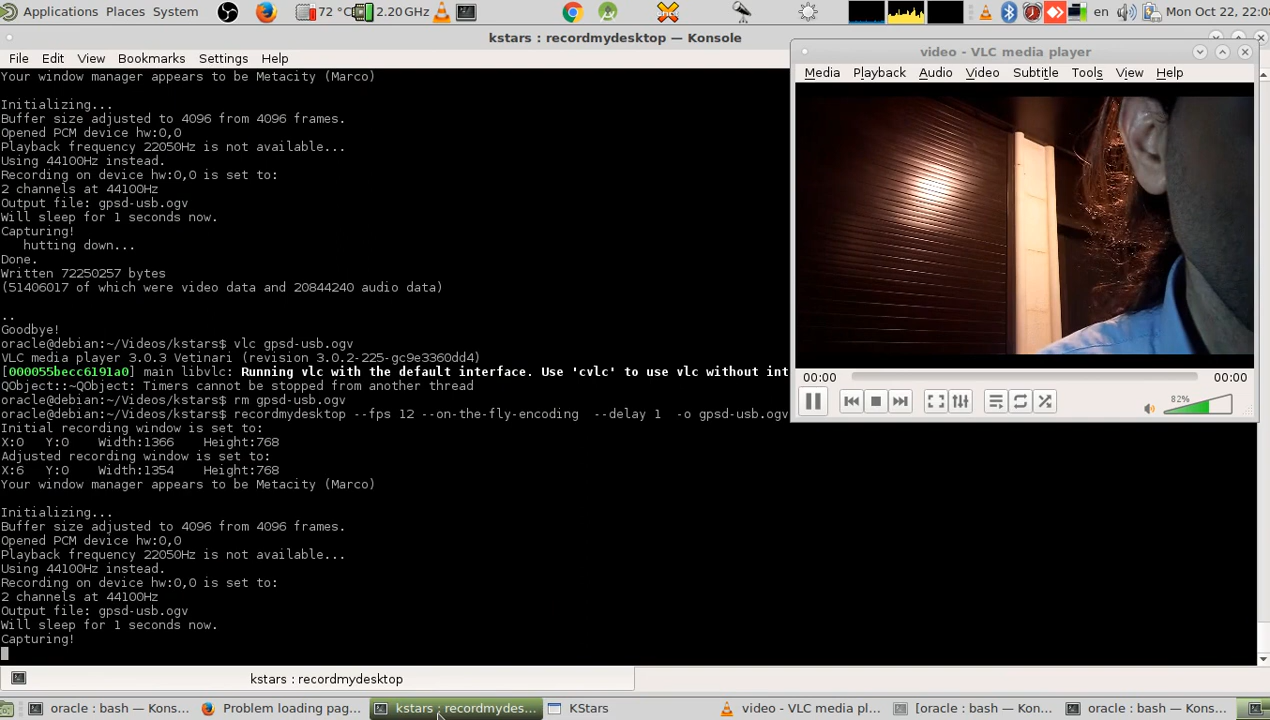 Applications Places System 72 °C 2.20 GHz en Mon Oct 22, 22:08
kstars : recordmydesktop — Konsole
File Edit View Bookmarks Settings Help
Your window manager appears to be Metacity (Marco)
Initializing...
Buffer size adjusted to 4096 from 4096 frames.
Opened PCM device hw:0,0
Playback frequency 22050Hz is not available...
Using 44100Hz instead.
Recording on device hw:0,0 is set to:
2 channels at 44100Hz
Output file: gpsd-usb.ogv
Will sleep for 1 seconds now.
Capturing!
hutting down...
Done.
Written 72250257 bytes
(51406017 of which were video data and 20844240 audio data)
..
Goodbye!
oracle@debian:~/Videos/kstars$ vlc gpsd-usb.ogv
VLC media player 3.0.3 Vetinari (revision 3.0.2-225-gc9e3360dd4)
[000055becc6191a0] main libvlc: Running vlc with the default interface. Use 'cvlc' to use vlc without int
QObject::~QObject: Timers cannot be stopped from another thread
oracle@debian:~/Videos/kstars$ rm gpsd-usb.ogv
oracle@debian:~/Videos/kstars$ recordmydesktop --fps 12 --on-the-fly-encoding --delay 1 -o gpsd-usb.ogv
Initial recording window is set to:
X:0 Y:0 Width:1366 Height:768
Adjusted recording window is set to:
X:6 Y:0 Width:1354 Height:768
Your window manager appears to be Metacity (Marco)
Initializing...
Buffer size adjusted to 4096 from 4096 frames.
Opened PCM device hw:0,0
Playback frequency 22050Hz is not available...
Using 44100Hz instead.
Recording on device hw:0,0 is set to:
2 channels at 44100Hz
Output file: gpsd-usb.ogv
Will sleep for 1 seconds now.
Capturing!
video - VLC media player
Media Playback Audio Video Subtitle Tools View Help
00:00 00:00
82%
kstars : recordmydesktop
oracle : bash — Kons... Problem loading pag... kstars : recordmydes... KStars video - VLC media pl... [oracle : bash — Kon... oracle : bash — Kons...